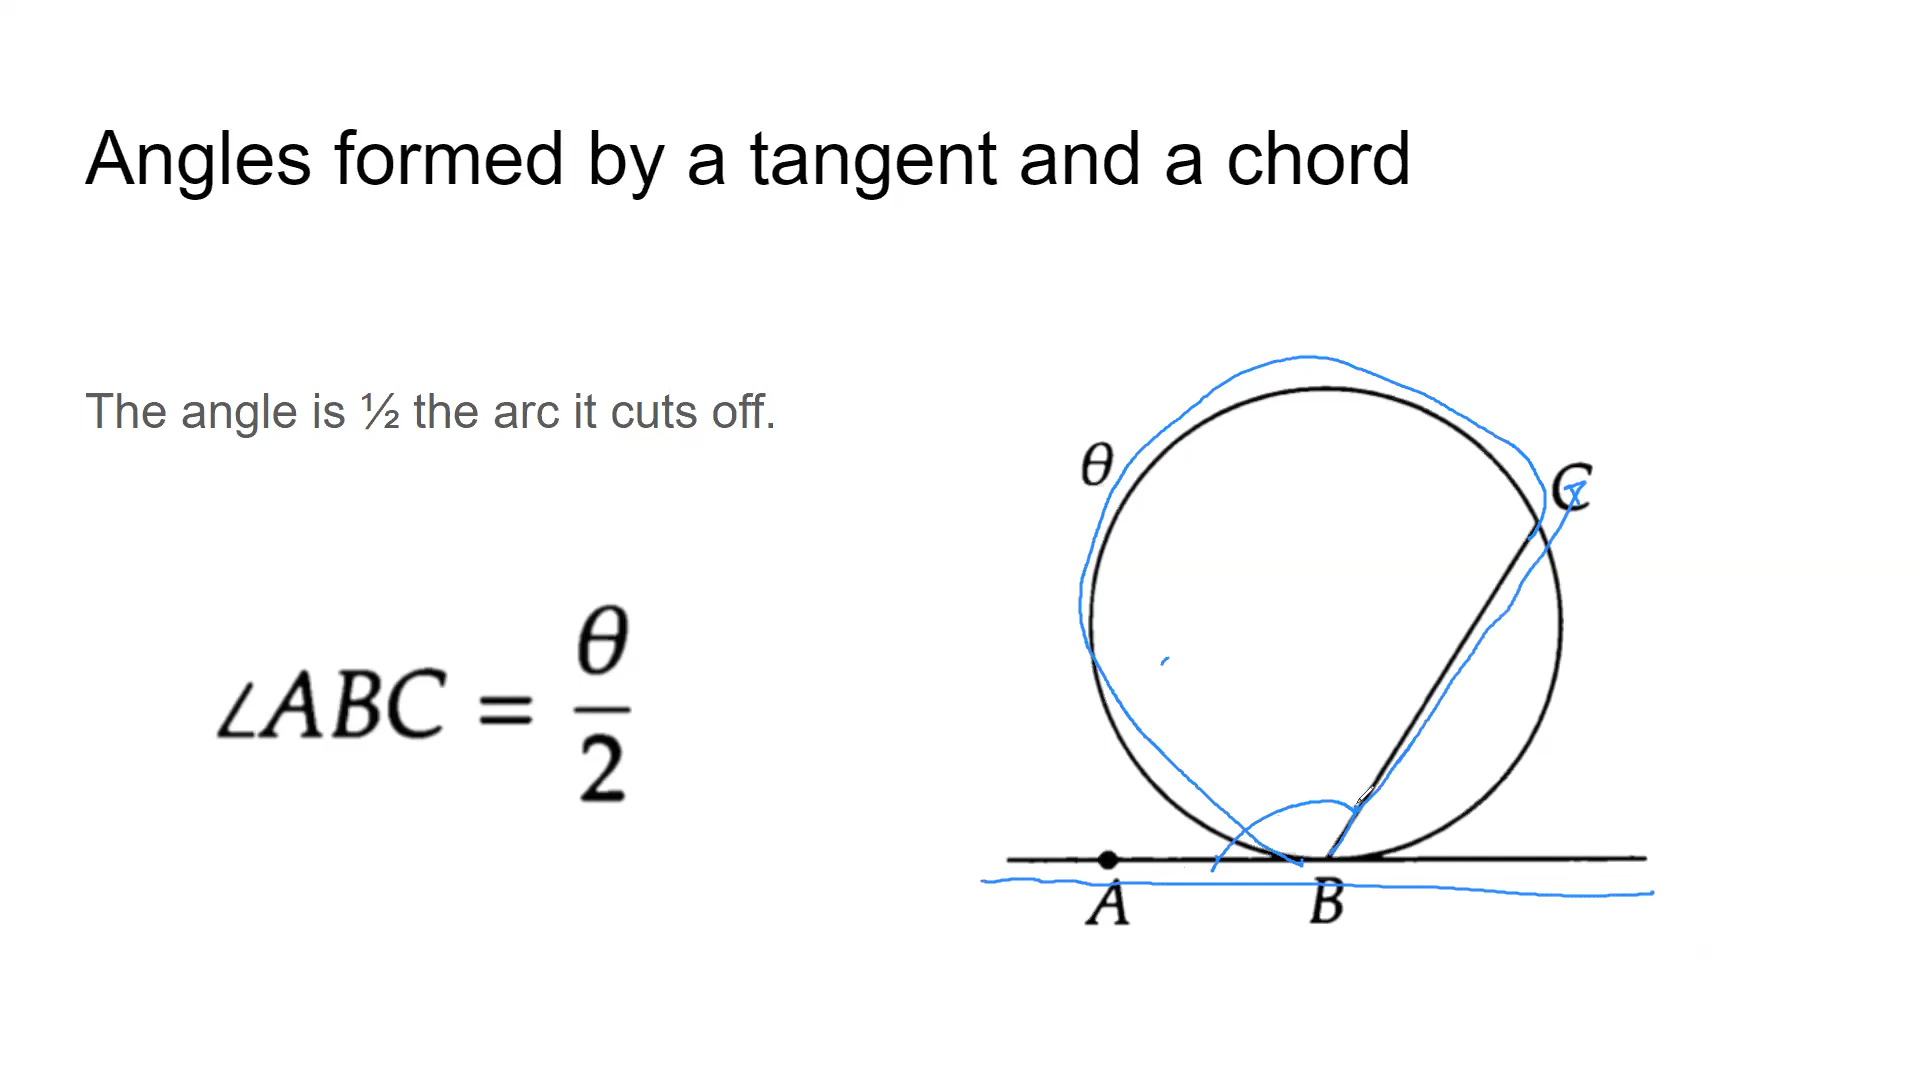 Angles formed by a tangent and a chord
The angle is ½ the arc it cuts off.
∠ABC = θ/2
θ
C
A
B